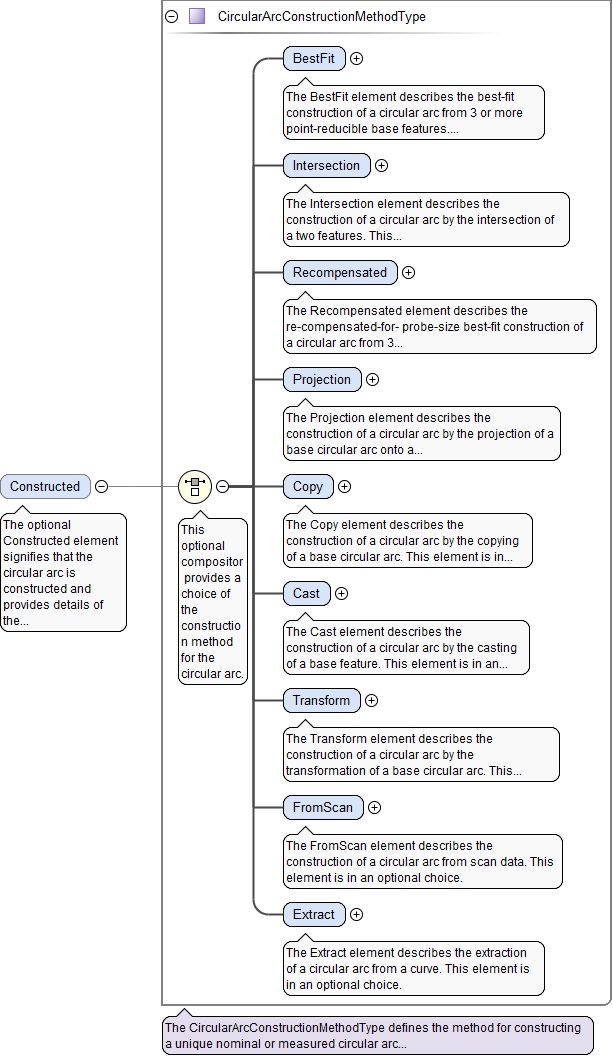 CircularArcConstructionMethodType
BestFit
The BestFit element describes the best-fit
construction of a circular arc from 3 or more
point-reducible base features....
Intersection
The Intersection element describes the
construction of a circular arc by the intersection of
a two features. This...
Recompensated
The Recompensated element describes the
re-compensated-for- probe-size best-fit construction of
a circular arc from 3...
Projection
The Projection element describes the
construction of a circular arc by the projection of a
base circular arc onto a...
Constructed
The optional
Constructed element
signifies that the
circular arc is
constructed and
provides details of
the...
This
optional
compositor
provides a
choice of
the
constructio
n method
for the
circular arc.
Copy
The Copy element describes the
construction of a circular arc by the copying
of a base circular arc. This element is in...
Cast
The Cast element describes the
construction of a circular arc by the casting
of a base feature. This element is in an...
Transform
The Transform element describes the
construction of a circular arc by the
transformation of a base circular arc. This...
FromScan
The FromScan element describes the
construction of a circular arc from scan data. This
element is in an optional choice.
Extract
The Extract element describes the extraction
of a circular arc from a curve. This element is
in an optional choice.
The CircularArcConstructionMethodType defines the method for constructing
a unique nominal or measured circular arc...